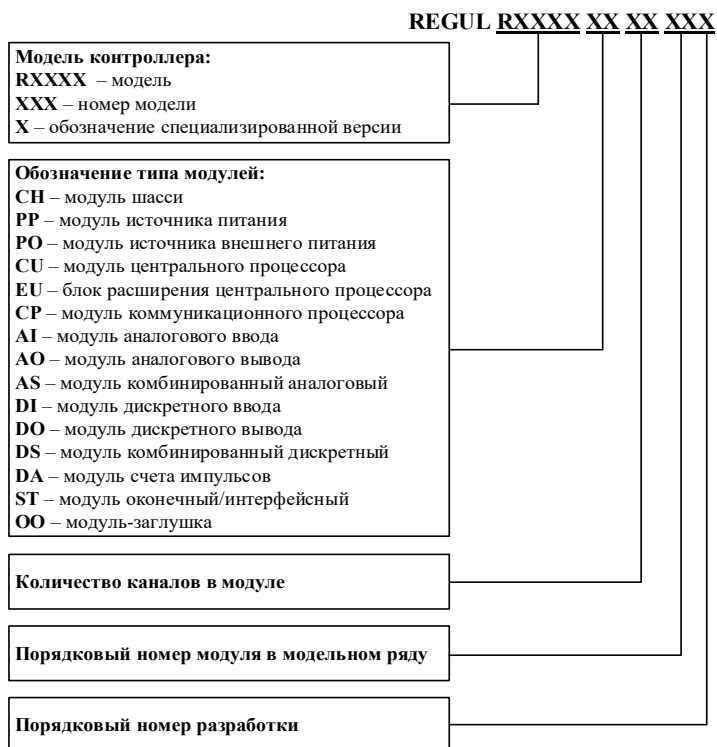 REGUL RXXXX XX XX XXX
Модель контроллера:
RXXXX – модель
XXX – номер модели
X – обозначение специализированной версии
Обозначение типа модулей:
CH – модуль шасси
PP – модуль источника питания
PO – модуль источника внешнего питания
CU – модуль центрального процессора
EU – блок расширения центрального процессора
CP – модуль коммуникационного процессора
AI – модуль аналогового ввода
AO – модуль аналогового вывода
AS – модуль комбинированный аналоговый
DI – модуль дискретного ввода
DO – модуль дискретного вывода
DS – модуль комбинированный дискретный
DA – модуль счета импульсов
ST – модуль оконечный/интерфейсный
OO – модуль-заглушка
Количество каналов в модуле
Порядковый номер модуля в модельном ряду
Порядковый номер разработки